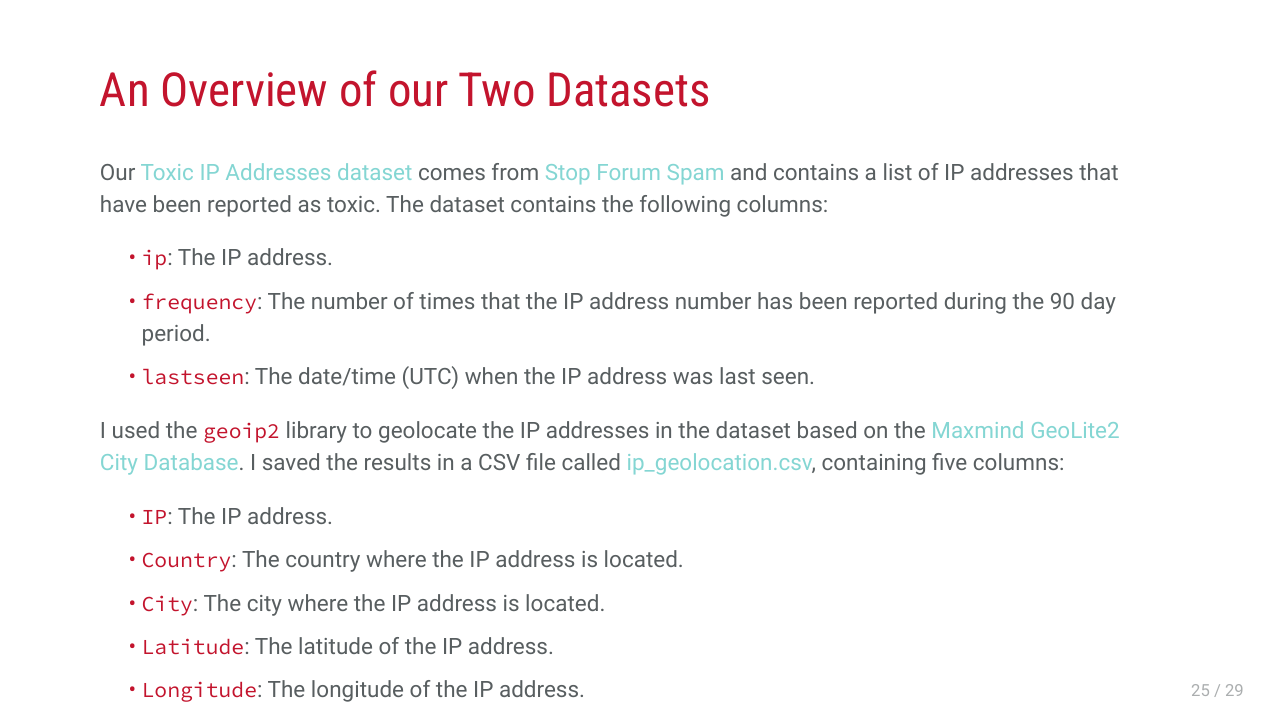 An Overview of our Two Datasets
Our Toxic IP Addresses dataset comes from Stop Forum Spam and contains a list of IP addresses that
have been reported as toxic. The dataset contains the following columns:
• ip: The IP address.
• frequency: The number of times that the IP address number has been reported during the 90 day
period.
• lastseen: The date/time (UTC) when the IP address was last seen.
I used the geoip2 library to geolocate the IP addresses in the dataset based on the Maxmind GeoLite2
City Database. I saved the results in a CSV file called ip_geolocation.csv, containing five columns:
• IP: The IP address.
• Country: The country where the IP address is located.
• City: The city where the IP address is located.
• Latitude: The latitude of the IP address.
• Longitude: The longitude of the IP address.
25 / 29